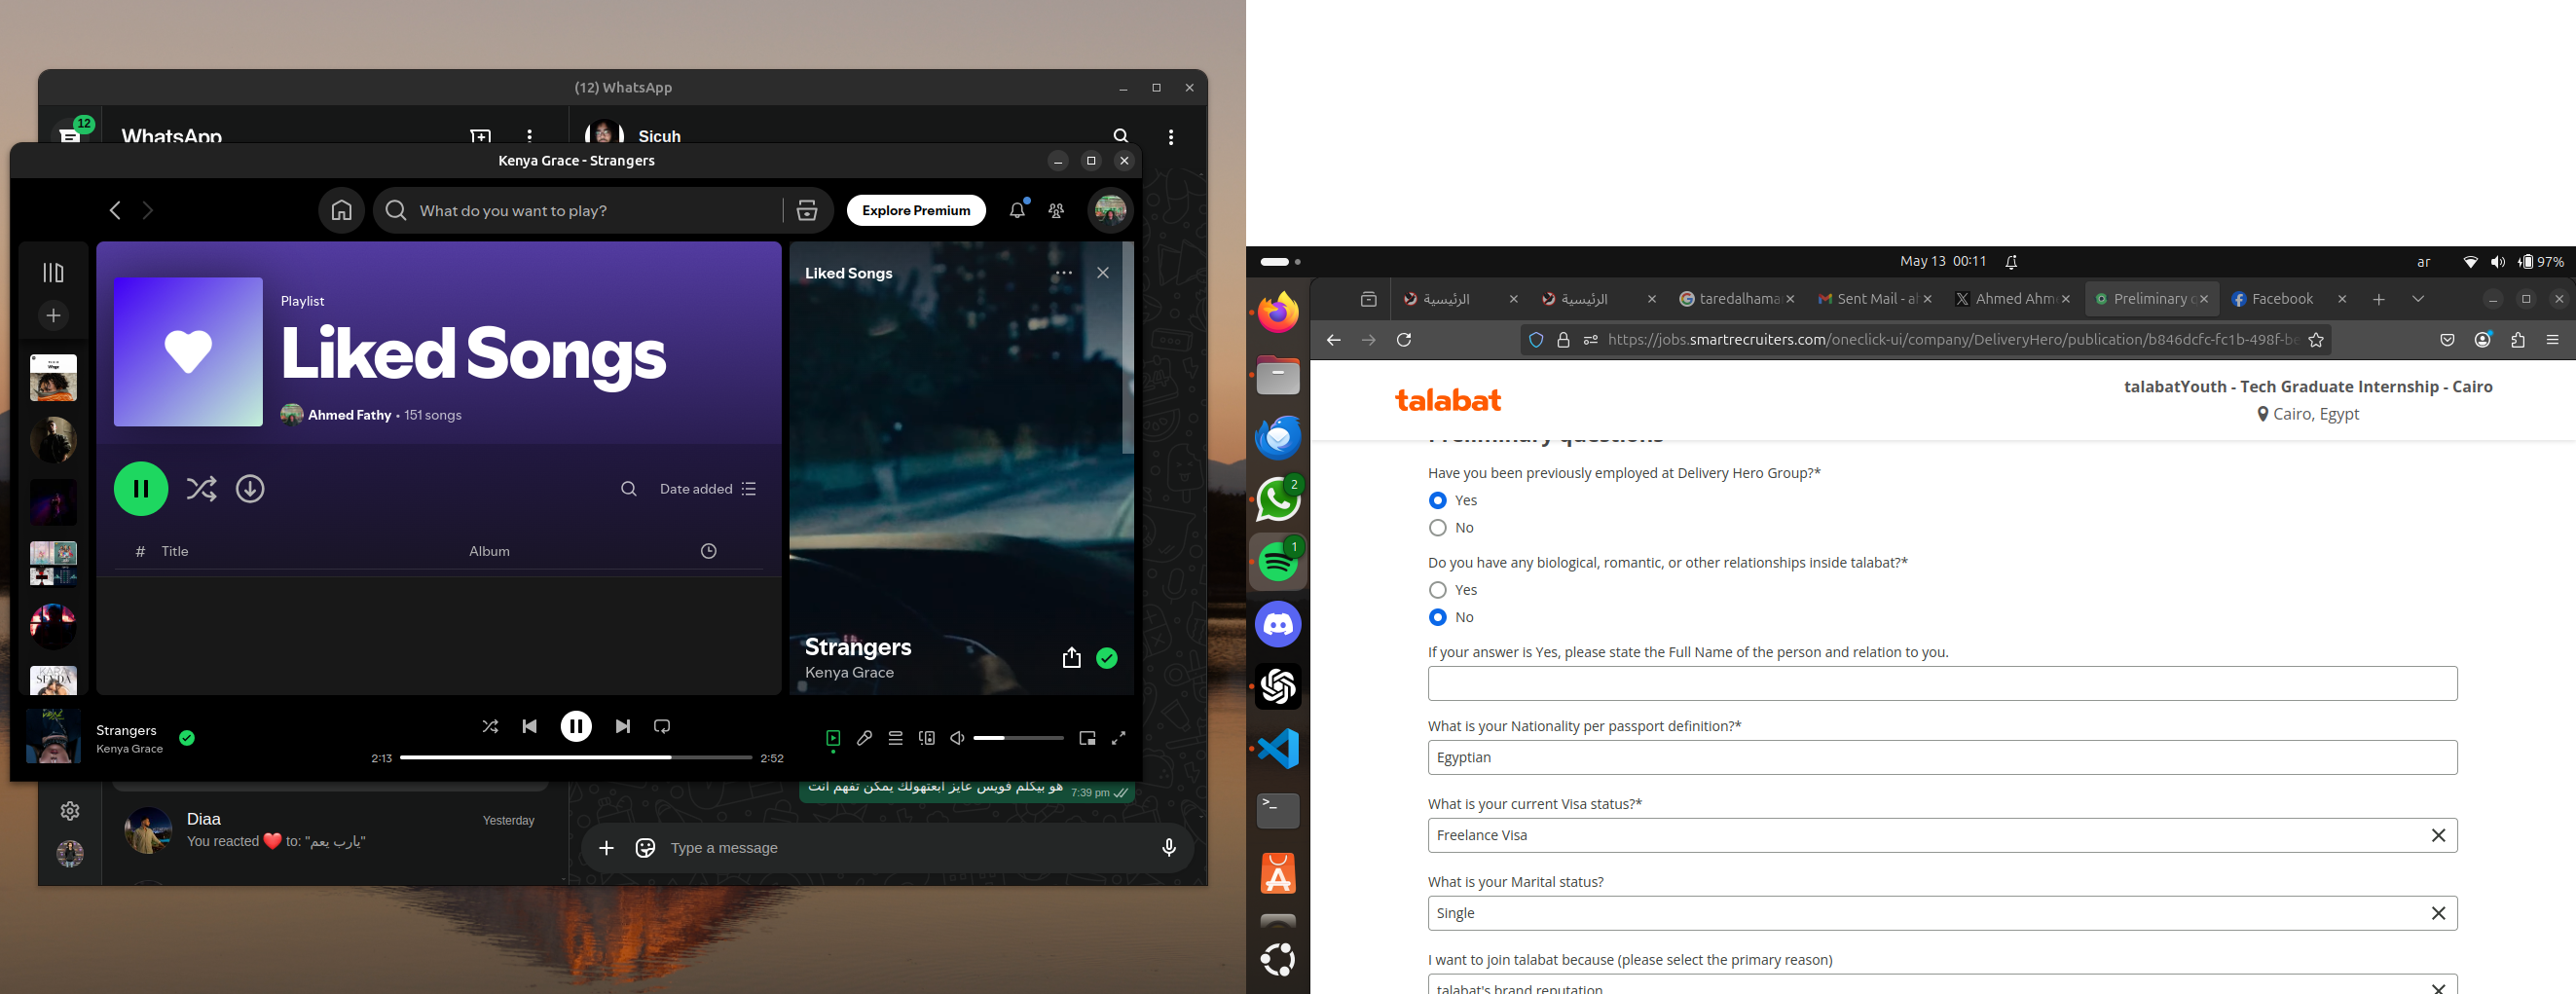 (12) WhatsApp
12
WhatsApp
Sicuh
Kenya Grace - Strangers
What do you want to play?
Explore Premium
Playlist
Liked Songs
Ahmed Fathy • 151 songs
Date added
# Title Album
Liked Songs
Strangers
Kenya Grace
Strangers
Kenya Grace
2:13
2:52
هو بيكلم كويس عايز ابعتهولك يمكن تفهم انت
7:39 pm
Diaa
Yesterday
You reacted ❤️ to: "يارب يعم"
Type a message
May 13 00:11
ar
97%
الرئيسية
الرئيسية
taredalhama
Sent Mail - a
Ahmed Ahm
Preliminary
Facebook
https://jobs.smartrecruiters.com/oneclick-ui/company/DeliveryHero/publication/b846dcfc-fc1b-498f-be
2
1
talabat
talabatYouth - Tech Graduate Internship - Cairo
Cairo, Egypt
Preliminary questions
Have you been previously employed at Delivery Hero Group?*
Yes
No
Do you have any biological, romantic, or other relationships inside talabat?*
Yes
No
If your answer is Yes, please state the Full Name of the person and relation to you.
What is your Nationality per passport definition?*
Egyptian
What is your current Visa status?*
Freelance Visa
What is your Marital status?
Single
I want to join talabat because (please select the primary reason)
talabat's brand reputation